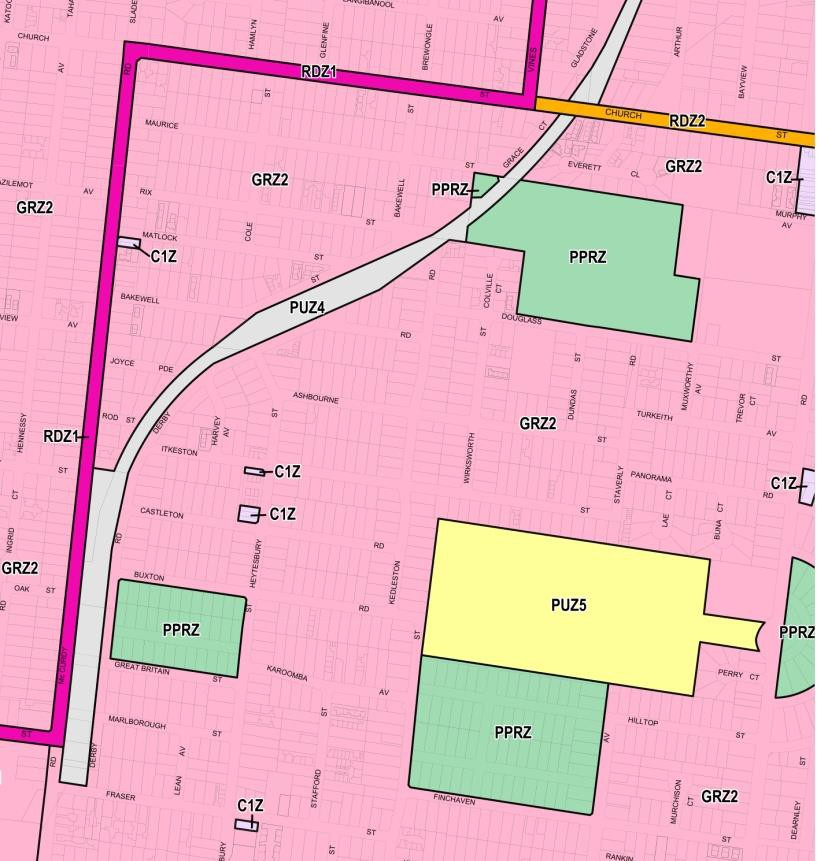 LANGIBANOOL
AV
CHURCH
HAMLYN
GLENFINE
BREWONGLE
VINES
GLADSTONE
ARTHUR
BAYVIEW
AV
RD
RDZ1
ST
ST
ST
CHURCH
RDZ2
ST
MAURICE
CT
GRACE
EVERETT
CL
GRZ2
C1Z
AV
RIX
GRZ2
BAKEWELL
ST
PPRZ
GRZ2
MATLOCK
COLE
ST
MURPHY
AV
C1Z
ST
ST
PPRZ
BAKEWELL
PUZ4
RD
COLVILLE
CT
DOUGLASS
VIEW
AV
RD
ST
JOYCE
PDE
ST
RD
MUXWORTHY
AV
TREVOR
CT
ST
RD
HENNESSY
ROD
ST
DERBY
HARVEY
AV
ST
ASHBOURNE
GRZ2
DUNDAS
TURKEITH
AV
RDZ1
ITKESTON
WIRKSWORTH
ST
ST
C1Z
STAVERLY
PANORAMA
RD
C1Z
CT
INGRID
CASTLETON
C1Z
ST
LAE
CT
BUNA
CT
RD
RD
GRZ2
OAK
ST
RD
BUXTON
HEYTESBURY
ST
KEDLESTON
RD
PUZ5
PPRZ
PPRZ
ST
McCURDY
GREAT BRITAIN
ST
KAROOMBA
AV
PERRY
CT
MARLBOROUGH
ST
ST
PPRZ
AV
HILLTOP
ST
ST
ST
RD
DERBY
AV
LEAN
STAFFORD
FRASER
FINCHAVEN
MURCHISON
CT
GRZ2
DEARNLEY
C1Z
ST
ST
ST
RANKIN